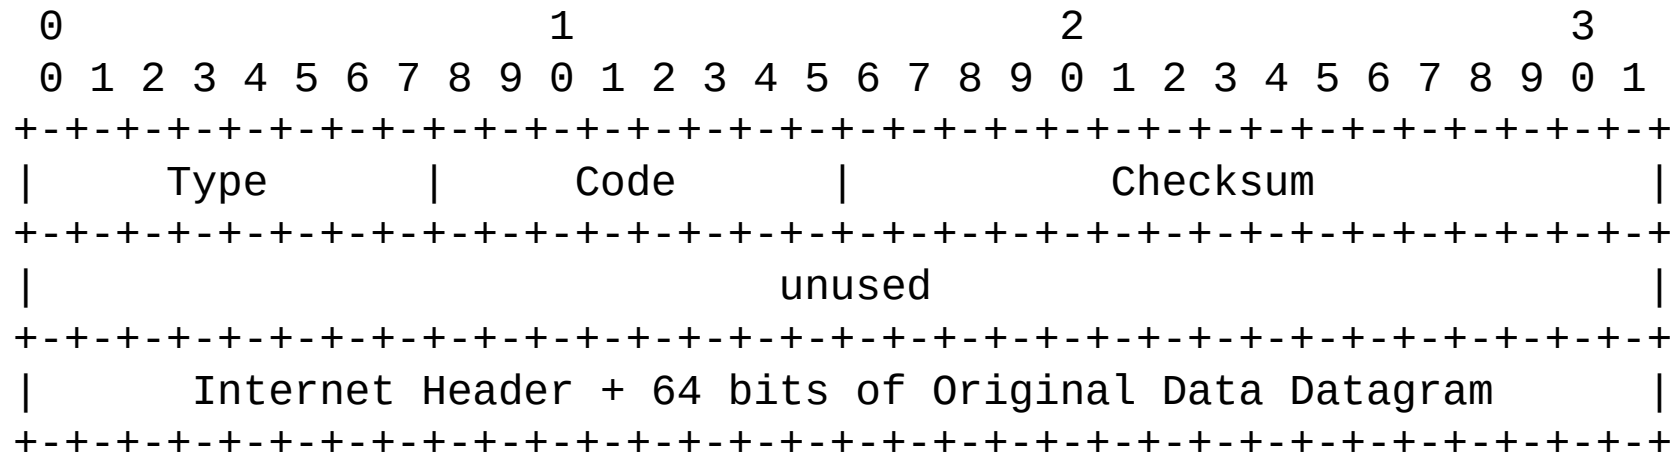 0                   1                   2                   3
 0 1 2 3 4 5 6 7 8 9 0 1 2 3 4 5 6 7 8 9 0 1 2 3 4 5 6 7 8 9 0 1
+-+-+-+-+-+-+-+-+-+-+-+-+-+-+-+-+-+-+-+-+-+-+-+-+-+-+-+-+-+-+-+-+
|     Type      |     Code      |          Checksum             |
+-+-+-+-+-+-+-+-+-+-+-+-+-+-+-+-+-+-+-+-+-+-+-+-+-+-+-+-+-+-+-+-+
|                             unused                            |
+-+-+-+-+-+-+-+-+-+-+-+-+-+-+-+-+-+-+-+-+-+-+-+-+-+-+-+-+-+-+-+-+
|      Internet Header + 64 bits of Original Data Datagram      |
+-+-+-+-+-+-+-+-+-+-+-+-+-+-+-+-+-+-+-+-+-+-+-+-+-+-+-+-+-+-+-+-+